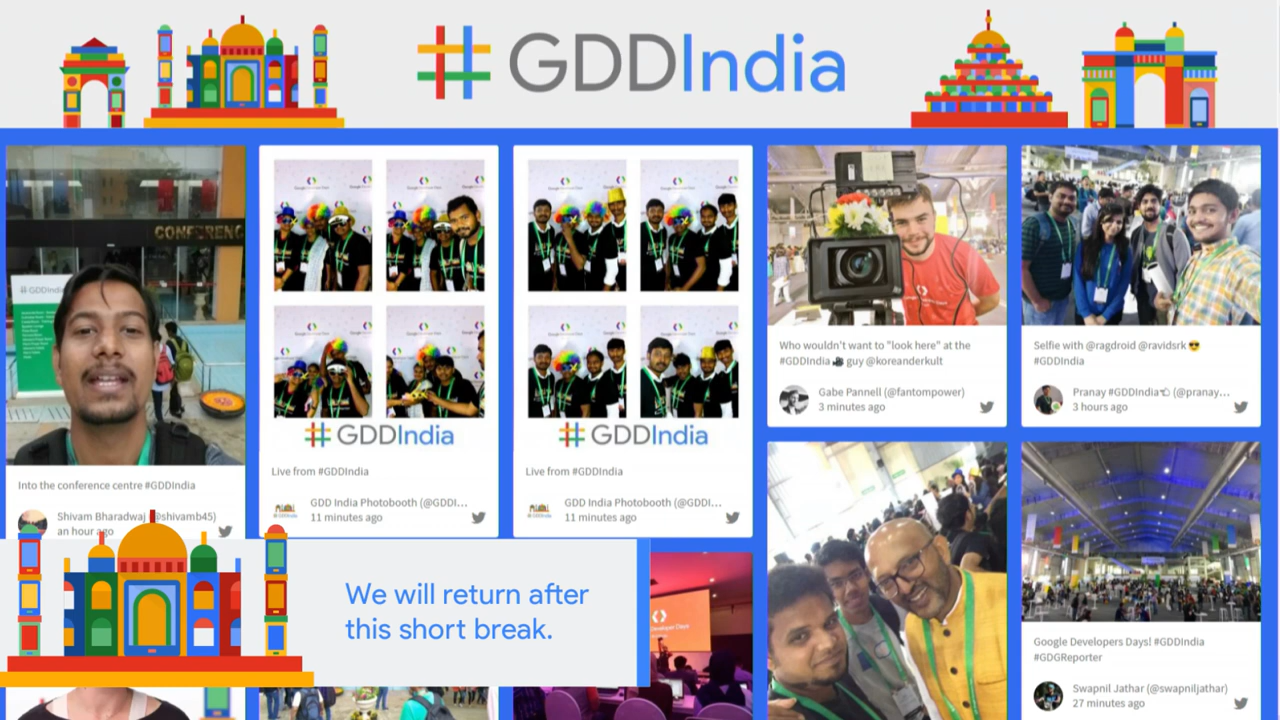 #GDDIndia
CONFERENC
#GDDIndia
Into the conference centre #GDDIndia
Shivam Bharadwaj (@shivamb45)
an hour ago
#GDDIndia
Live from #GDDIndia
GDD India Photobooth (@GDDI...
11 minutes ago
#GDDIndia
Live from #GDDIndia
GDD India Photobooth (@GDDI...
11 minutes ago
Who wouldn't want to "look here" at the
#GDDIndia 🎥 guy @koreanderkult
Gabe Pannell (@fantompower)
3 minutes ago
Selfie with @ragdroid @ravidsrk 😎
#GDDIndia
Pranay #GDDIndia (@pranay...
3 hours ago
We will return after
this short break.
Developer Days
Google Developers Days! #GDDIndia
#GDGReporter
Swapnil Jathar (@swapniljathar)
27 minutes ago